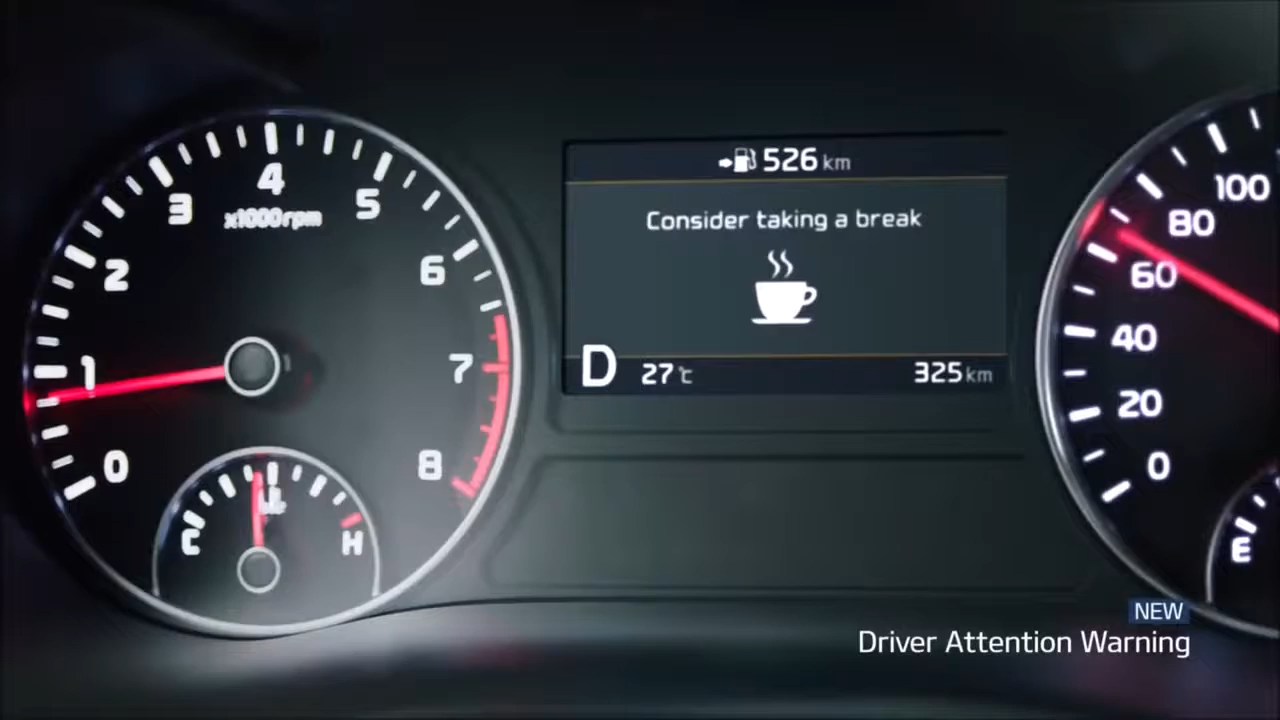 4
3
5
x1000rpm
2
6
1
7
0
8
C
H
526 km
Consider taking a break
D
27℃
325 km
100
80
60
40
20
0
E
NEW
Driver Attention Warning